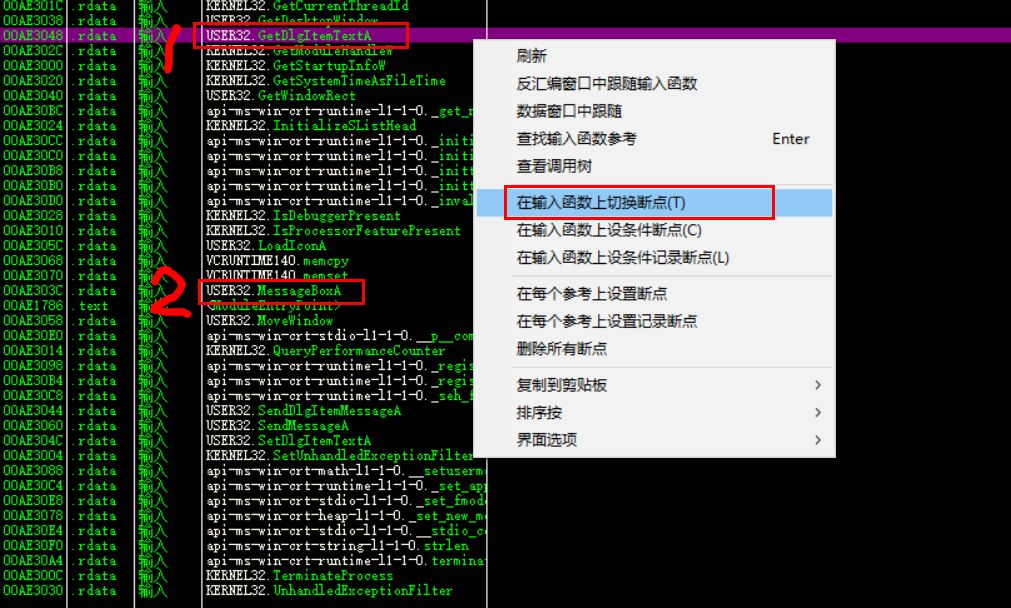 00AE301C .rdata 输入 KERNEL32.GetCurrentThreadId
00AE3038 .rdata 输入 USER32.GetDesktopWindow
00AE3048 .rdata 输入 USER32.GetDlgItemTextA
00AE302C .rdata 输入 KERNEL32.GetModuleHandleW
00AE3000 .rdata 输入 KERNEL32.GetStartupInfoW
00AE3020 .rdata 输入 KERNEL32.GetSystemTimeAsFileTime
00AE3040 .rdata 输入 USER32.GetWindowRect
00AE30BC .rdata 输入 api-ms-win-crt-runtime-l1-1-0._get_
00AE3024 .rdata 输入 KERNEL32.InitializeSListHead
00AE30CC .rdata 输入 api-ms-win-crt-runtime-l1-1-0._initi
00AE30C0 .rdata 输入 api-ms-win-crt-runtime-l1-1-0._initi
00AE30B8 .rdata 输入 api-ms-win-crt-runtime-l1-1-0._initt
00AE30B0 .rdata 输入 api-ms-win-crt-runtime-l1-1-0._initt
00AE30D0 .rdata 输入 api-ms-win-crt-runtime-l1-1-0._inval
00AE3028 .rdata 输入 KERNEL32.IsDebuggerPresent
00AE3010 .rdata 输入 KERNEL32.IsProcessorFeaturePresent
00AE305C .rdata 输入 USER32.LoadIconA
00AE3068 .rdata 输入 VCRUNTIME140.memcpy
00AE3070 .rdata 输入 VCRUNTIME140.memset
00AE303C .rdata 输入 USER32.MessageBoxA
00AE1786 .text <ModuleEntryPoint>
00AE3058 .rdata 输入 USER32.MoveWindow
00AE30E0 .rdata 输入 api-ms-win-crt-stdio-l1-1-0.__p__com
00AE3014 .rdata 输入 KERNEL32.QueryPerformanceCounter
00AE3098 .rdata 输入 api-ms-win-crt-runtime-l1-1-0._regis
00AE30B4 .rdata 输入 api-ms-win-crt-runtime-l1-1-0._regis
00AE30C8 .rdata 输入 api-ms-win-crt-runtime-l1-1-0._seh_f
00AE3044 .rdata 输入 USER32.SendDlgItemMessageA
00AE3060 .rdata 输入 USER32.SendMessageA
00AE304C .rdata 输入 USER32.SetDlgItemTextA
00AE3004 .rdata 输入 KERNEL32.SetUnhandledExceptionFilter
00AE3088 .rdata 输入 api-ms-win-crt-math-l1-1-0.__setuserm
00AE30C4 .rdata 输入 api-ms-win-crt-runtime-l1-1-0._set_app
00AE30E8 .rdata 输入 api-ms-win-crt-stdio-l1-1-0._set_fmode
00AE3078 .rdata 输入 api-ms-win-crt-heap-l1-1-0._set_new_m
00AE30E4 .rdata 输入 api-ms-win-crt-stdio-l1-1-0.__stdio_c
00AE30F0 .rdata 输入 api-ms-win-crt-string-l1-1-0.strlen
00AE30A4 .rdata 输入 api-ms-win-crt-runtime-l1-1-0.termina
00AE300C .rdata 输入 KERNEL32.TerminateProcess
00AE3030 .rdata 输入 KERNEL32.UnhandledExceptionFilter
1
2
刷新
反汇编窗口中跟随输入函数
数据窗口中跟随
查找输入函数参考 Enter
查看调用树
在输入函数上切换断点(T)
在输入函数上设条件断点(C)
在输入函数上设条件记录断点(L)
在每个参考上设置断点
在每个参考上设置记录断点
删除所有断点
复制到剪贴板
排序按
界面选项